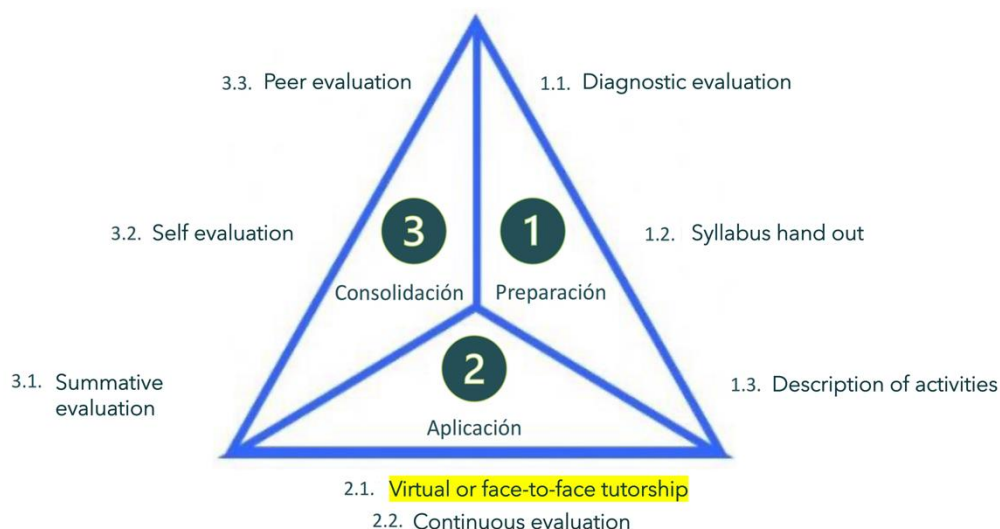 3.3. Peer evaluation
1.1. Diagnostic evaluation
3.2. Self evaluation
3
1
1.2. Syllabus hand out
Consolidación
Preparación
3.1. Summative
evaluation
2
Aplicación
1.3. Description of activities
2.1. Virtual or face-to-face tutorship
2.2. Continuous evaluation